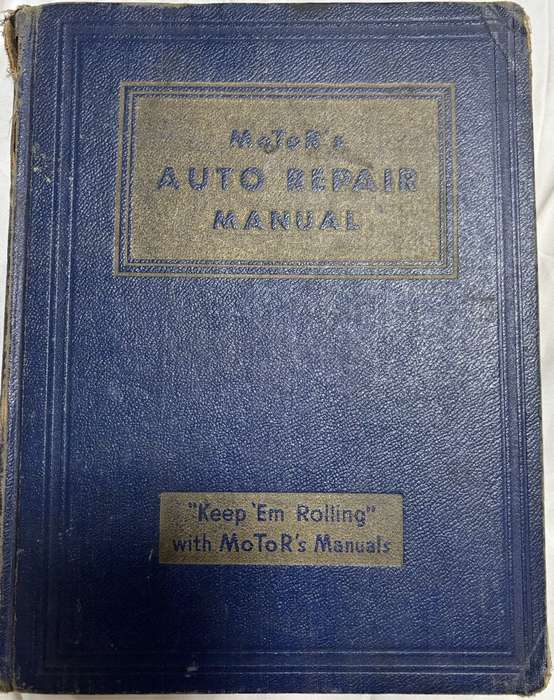 MoToR's
AUTO REPAIR
MANUAL
"Keep 'Em Rolling"
with MoToR's Manuals